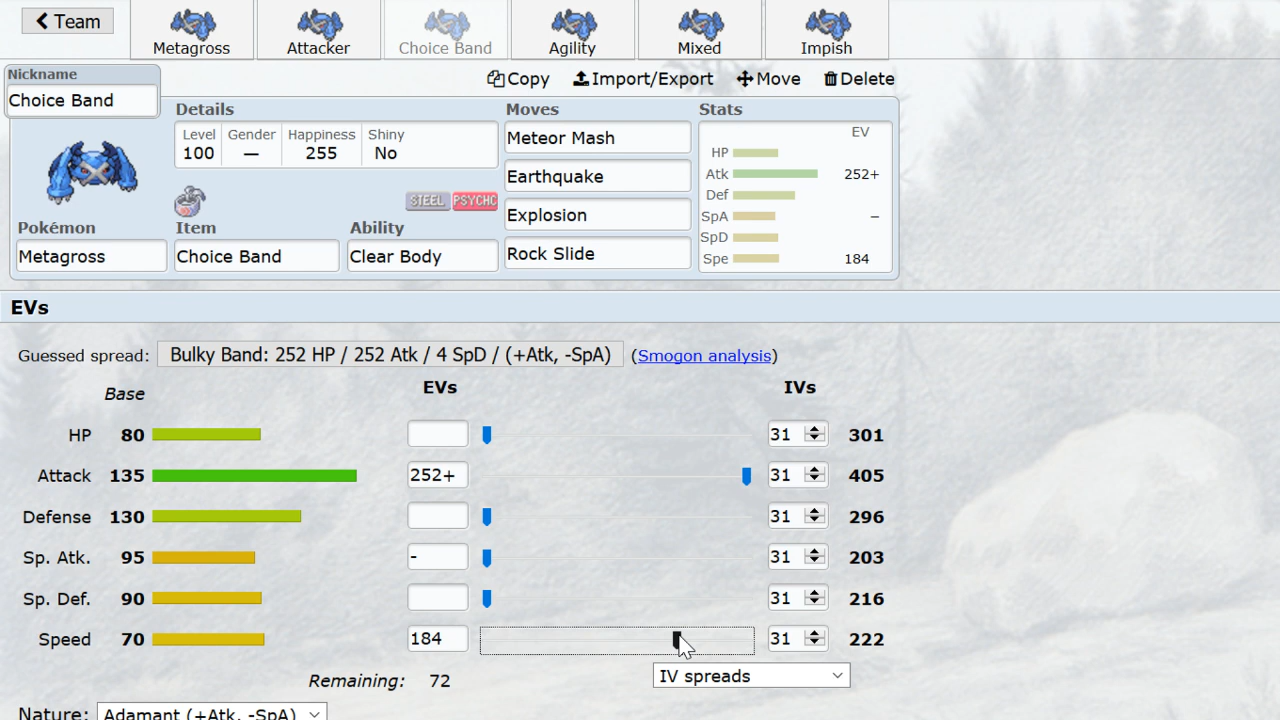 Team
Metagross
Attacker
Choice Band
Agility
Mixed
Impish
Copy
Import/Export
Move
Delete
Nickname
Choice Band
Details
Level Gender Happiness Shiny
100 — 255 No
STEEL PSYCHC
Pokémon
Metagross
Item
Choice Band
Ability
Clear Body
Moves
Meteor Mash
Earthquake
Explosion
Rock Slide
Stats
EV
HP
Atk 252+
Def
SpA –
SpD
Spe 184
EVs
Guessed spread: Bulky Band: 252 HP / 252 Atk / 4 SpD / (+Atk, -SpA) (Smogon analysis)
Base EVs IVs
HP 80 31 301
Attack 135 252+ 31 405
Defense 130 31 296
Sp. Atk. 95 - 31 203
Sp. Def. 90 31 216
Speed 70 184 31 222
Remaining: 72 IV spreads
Nature: Adamant (+Atk, -SpA)